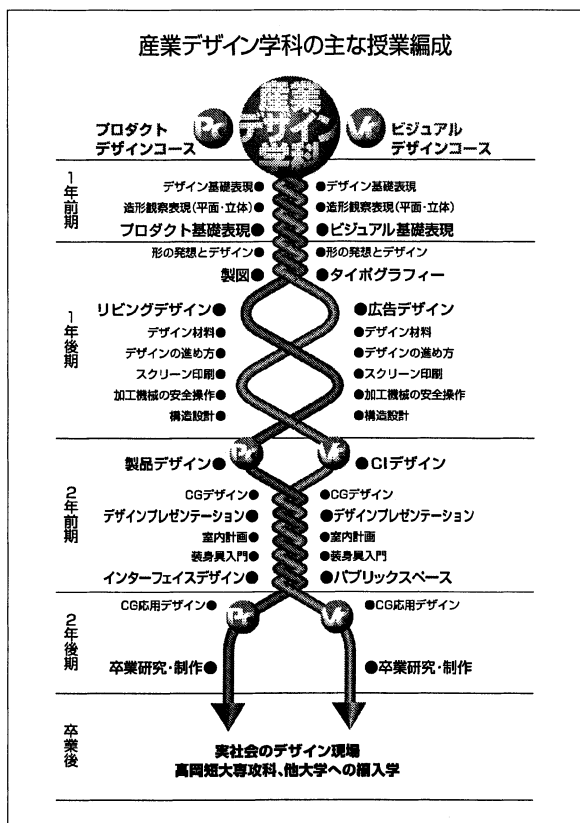 産業デザイン学科の主な授業編成
産業
デザイン
学科
Pr
Vr
プロダクト
デザインコース
ビジュアル
デザインコース
1年前期
デザイン基礎表現●
●デザイン基礎表現
造形観察表現(平面・立体)●
●造形観察表現(平面・立体)
プロダクト基礎表現●
●ビジュアル基礎表現
1年後期
形の発想とデザイン●
●形の発想とデザイン
製図●
●タイポグラフィー
リビングデザイン●
●広告デザイン
デザイン材料●
●デザイン材料
デザインの進め方●
●デザインの進め方
スクリーン印刷●
●スクリーン印刷
加工機械の安全操作●
●加工機械の安全操作
構造設計●
●構造設計
2年前期
Pr
Vr
製品デザイン●
●CIデザイン
CGデザイン●
●CGデザイン
デザインプレゼンテーション●
●デザインプレゼンテーション
室内計画●
●室内計画
装身具入門●
●装身具入門
インターフェイスデザイン●
●パブリックスペース
2年後期
CG応用デザイン●
●CG応用デザイン
Pr
Vr
卒業研究・制作●
●卒業研究・制作
卒業後
実社会のデザイン現場
高岡短大専攻科、他大学への編入学